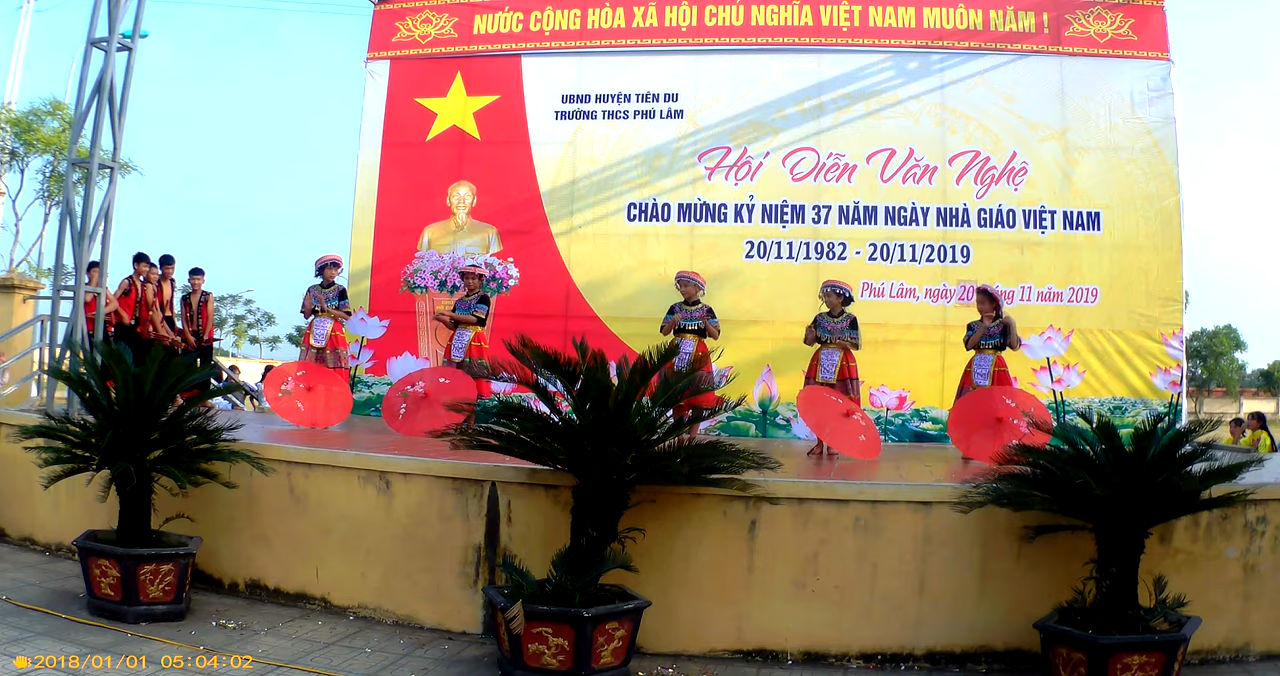 NƯỚC CỘNG HÒA XÃ HỘI CHỦ NGHĨA VIỆT NAM MUÔN NĂM !
UBND HUYỆN TIÊN DU
TRƯỜNG THCS PHÚ LÂM
Hội Diễn Văn Nghệ
CHÀO MỪNG KỶ NIỆM 37 NĂM NGÀY NHÀ GIÁO VIỆT NAM
20/11/1982 - 20/11/2019
Phú Lâm, ngày 20 tháng 11 năm 2019
2018/01/01 05:04:02